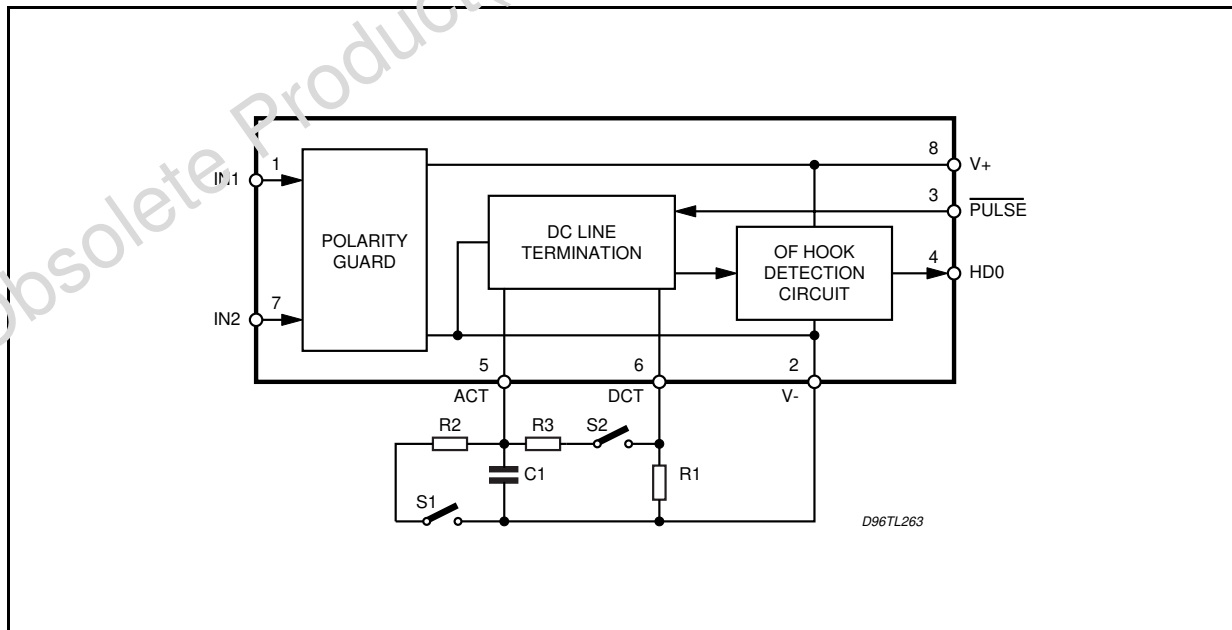 Obsolete Product(
IN1
1
POLARITY
GUARD
IN2
7
DC LINE
TERMINATION
OF HOOK
DETECTION
CIRCUIT
8
V+
3
PULSE
4
HD0
5
ACT
6
DCT
2
V-
R2
R3
S2
C1
R1
S1
D96TL263